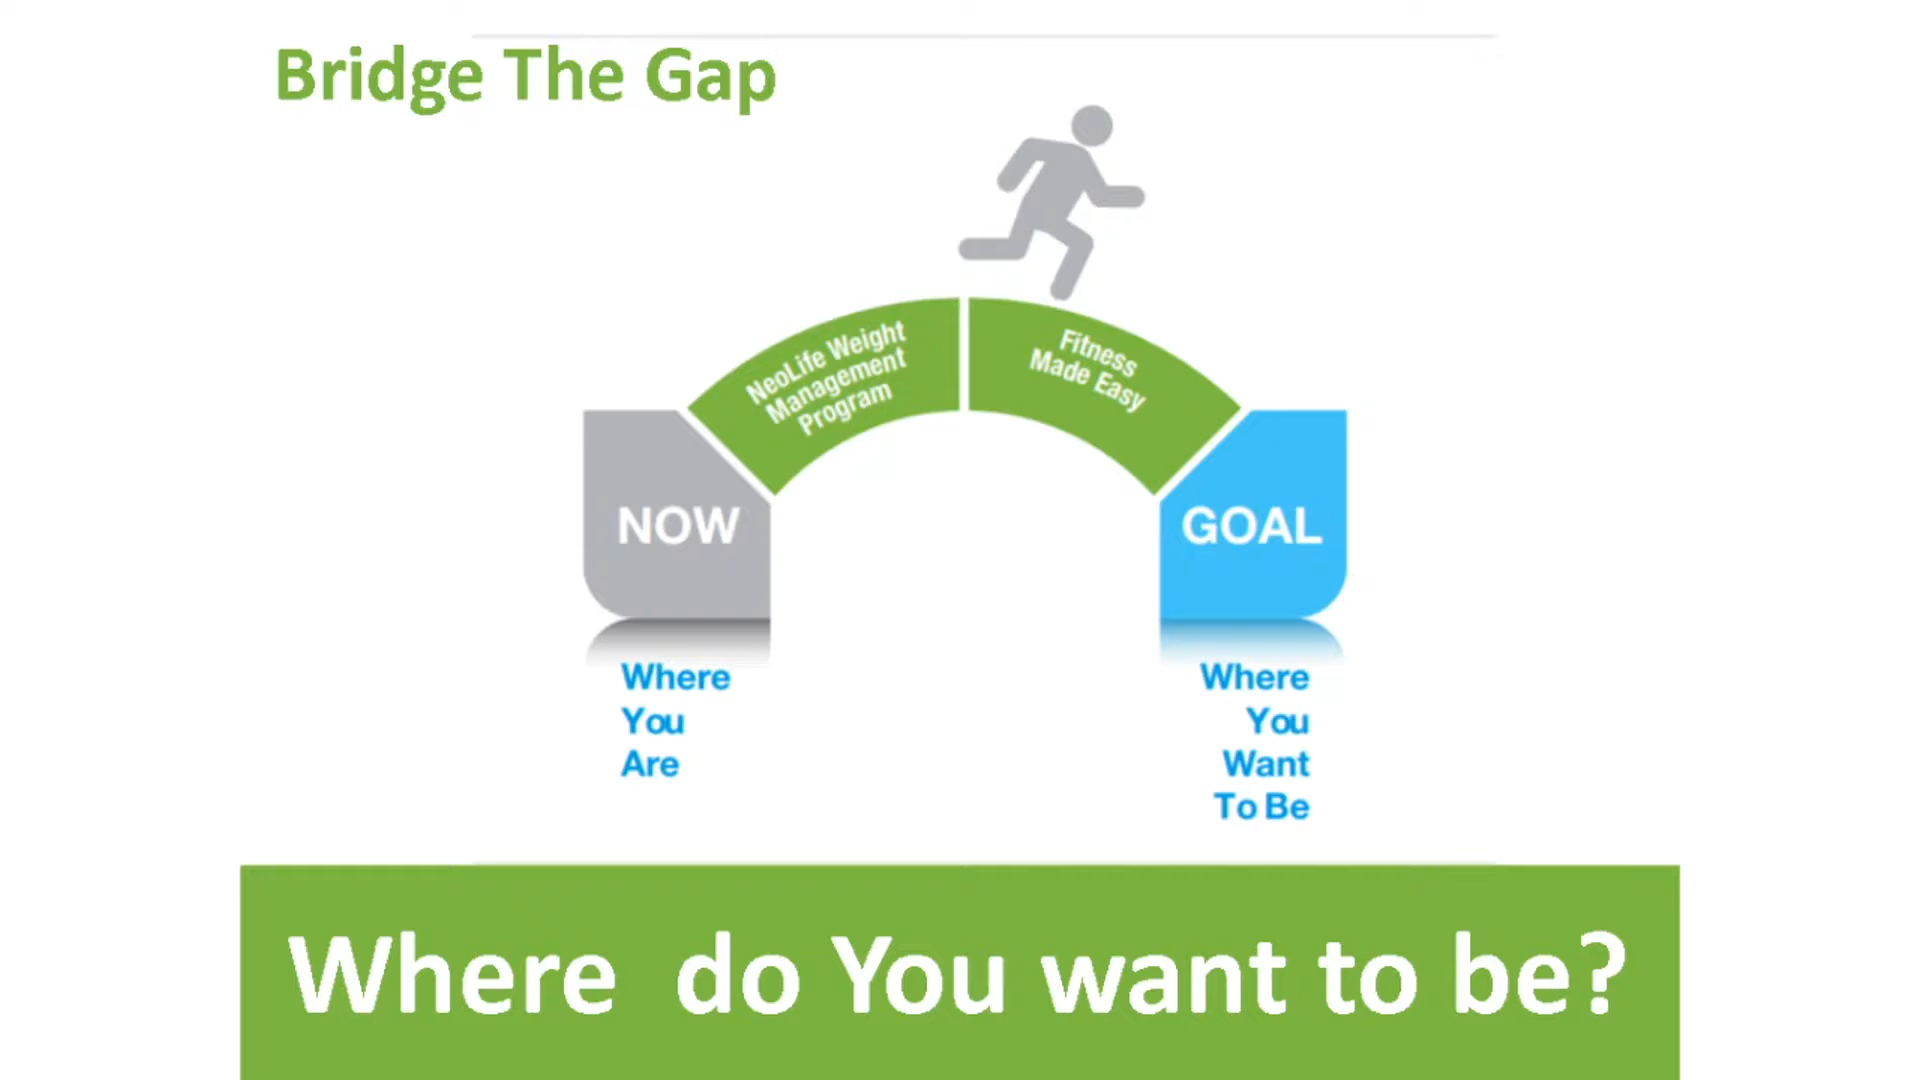 Bridge The Gap
NeoLife Weight
Management
Program
Fitness
Made Easy
NOW
GOAL
Where
You
Are
Where
You
Want
To Be
Where do You want to be?